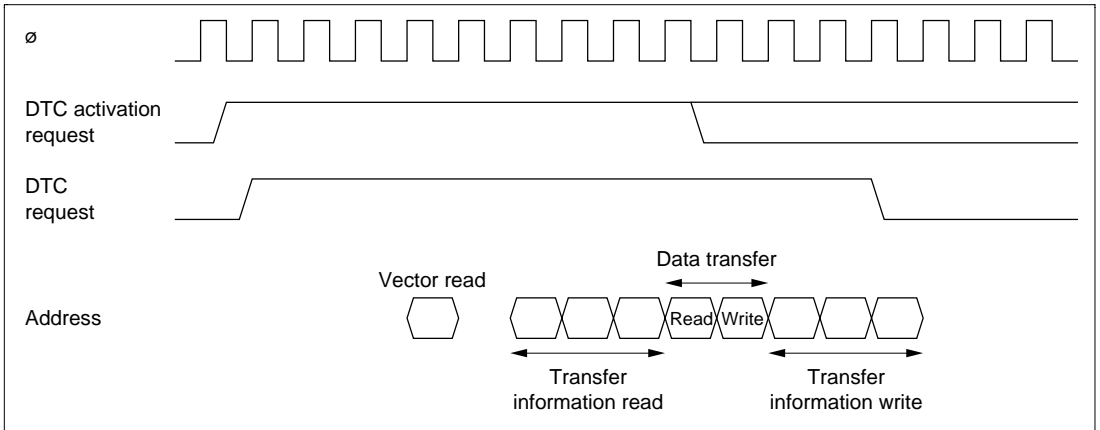 ø
DTC activation
request
DTC
request
Data transfer
Vector read
Address
Read Write
Transfer
information read
Transfer
information write